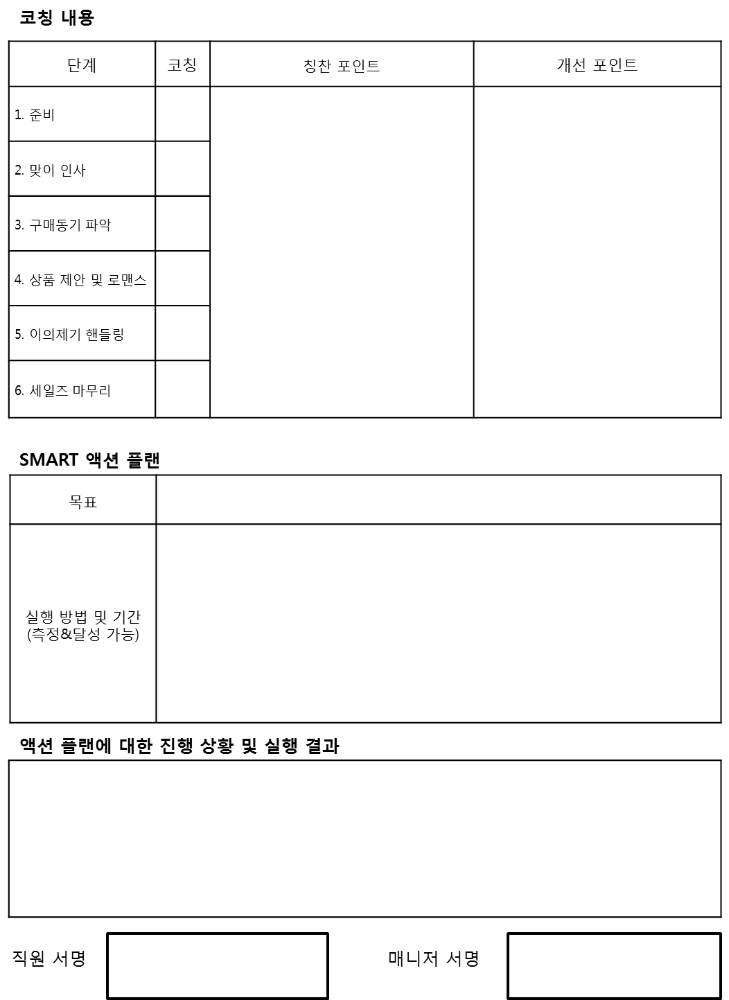 코칭 내용
단계 코칭 칭찬 포인트 개선 포인트
1. 준비
2. 맞이 인사
3. 구매동기 파악
4. 상품 제안 및 로맨스
5. 이의제기 핸들링
6. 세일즈 마무리
SMART 액션 플랜
목표
실행 방법 및 기간
(측정&달성 가능)
액션 플랜에 대한 진행 상황 및 실행 결과
직원 서명 매니저 서명